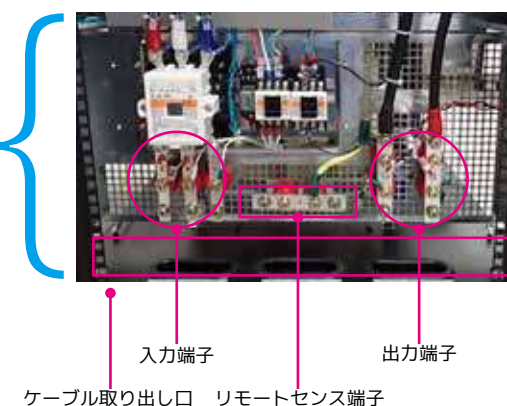 入力端子
出力端子
ケーブル取り出し口
リモートセンス端子